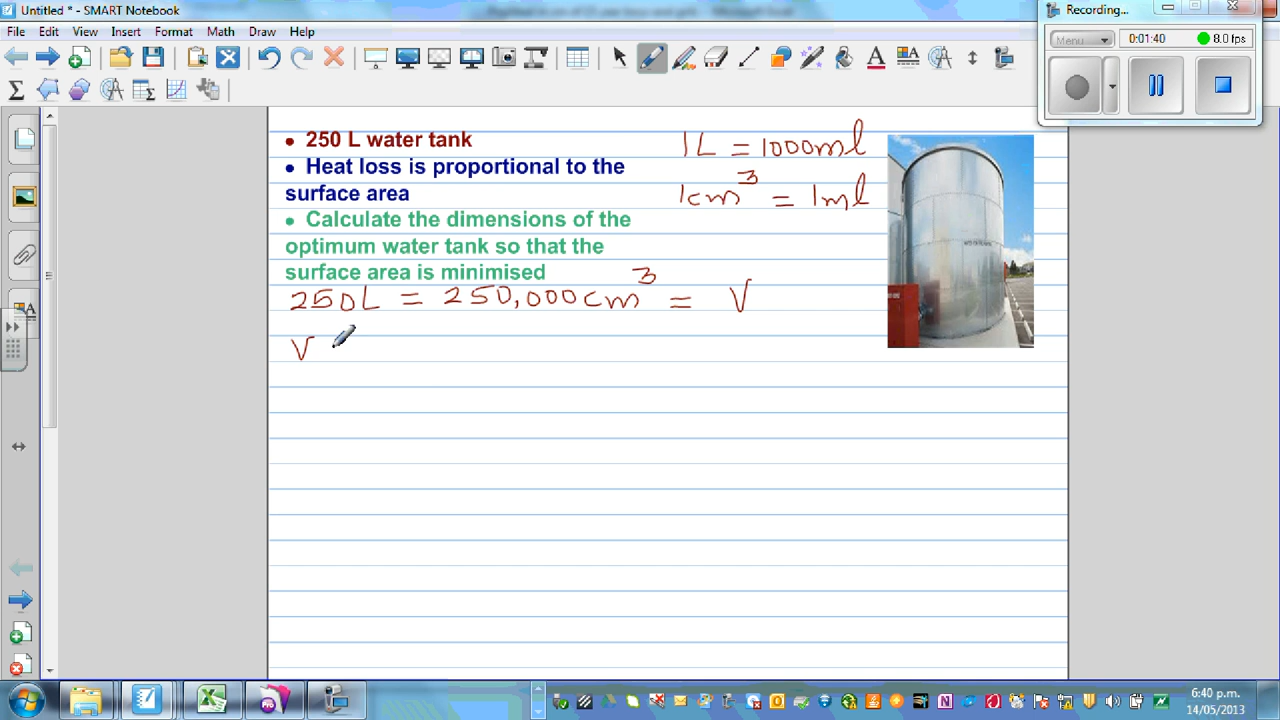 Untitled * - SMART Notebook
Recording...
File Edit View Insert Format Math Draw Help
Menu
0:01:40
8.0 fps
• 250 L water tank
• Heat loss is proportional to the
surface area
• Calculate the dimensions of the
optimum water tank so that the
surface area is minimised
1L = 1000ml
1cm³ = 1ml
250L = 250,000cm³ = V
V
6:40 p.m.
14/05/2013